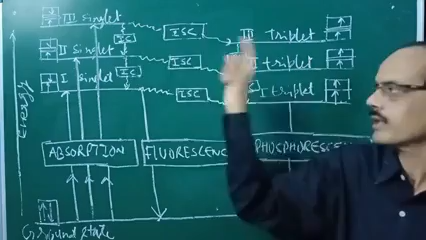 III singlet
ISC
III Triplet
ISC
II singlet
ISC
II triplet
ISC
I singlet
ISC
I triplet
Energy
ABSORPTION
FLUORESCENC
PHOSPHORESCEN
Ground state